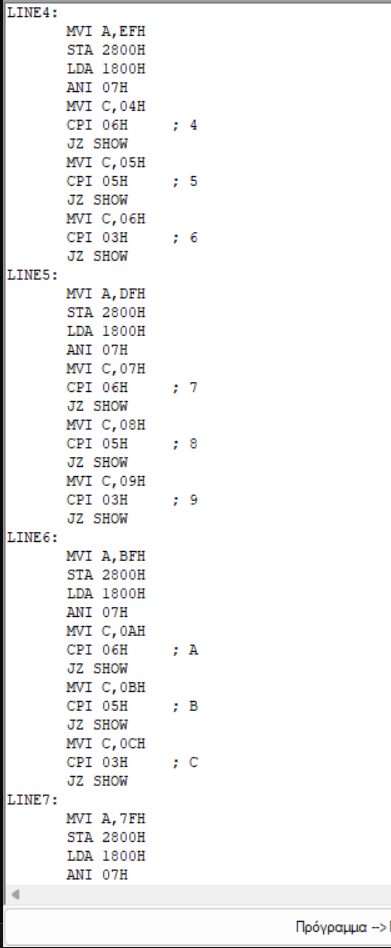 LINE4:
MVI A,EFH
STA 2800H
LDA 1800H
ANI 07H
MVI C,04H
CPI 06H ; 4
JZ SHOW
MVI C,05H
CPI 05H ; 5
JZ SHOW
MVI C,06H
CPI 03H ; 6
JZ SHOW
LINE5:
MVI A,DFH
STA 2800H
LDA 1800H
ANI 07H
MVI C,07H
CPI 06H ; 7
JZ SHOW
MVI C,08H
CPI 05H ; 8
JZ SHOW
MVI C,09H
CPI 03H ; 9
JZ SHOW
LINE6:
MVI A,BFH
STA 2800H
LDA 1800H
ANI 07H
MVI C,0AH
CPI 06H ; A
JZ SHOW
MVI C,0BH
CPI 05H ; B
JZ SHOW
MVI C,0CH
CPI 03H ; C
JZ SHOW
LINE7:
MVI A,7FH
STA 2800H
LDA 1800H
ANI 07H
Πρόγραμμα -->